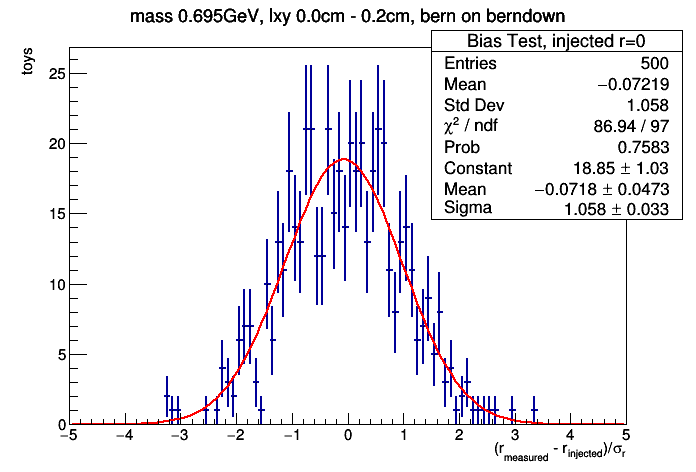 mass 0.695GeV, lxy 0.0cm - 0.2cm, bern on berndown
Bias Test, injected r=0
Entries 500
Mean −0.07219
Std Dev 1.058
χ² / ndf 86.94 / 97
Prob 0.7583
Constant 18.85 ± 1.03
Mean −0.0718 ± 0.0473
Sigma 1.058 ± 0.033
toys
25
20
15
10
5
0
−5 −4 −3 −2 −1 0 1 2 3 4 5
(r_measured - r_injected)/σ_r